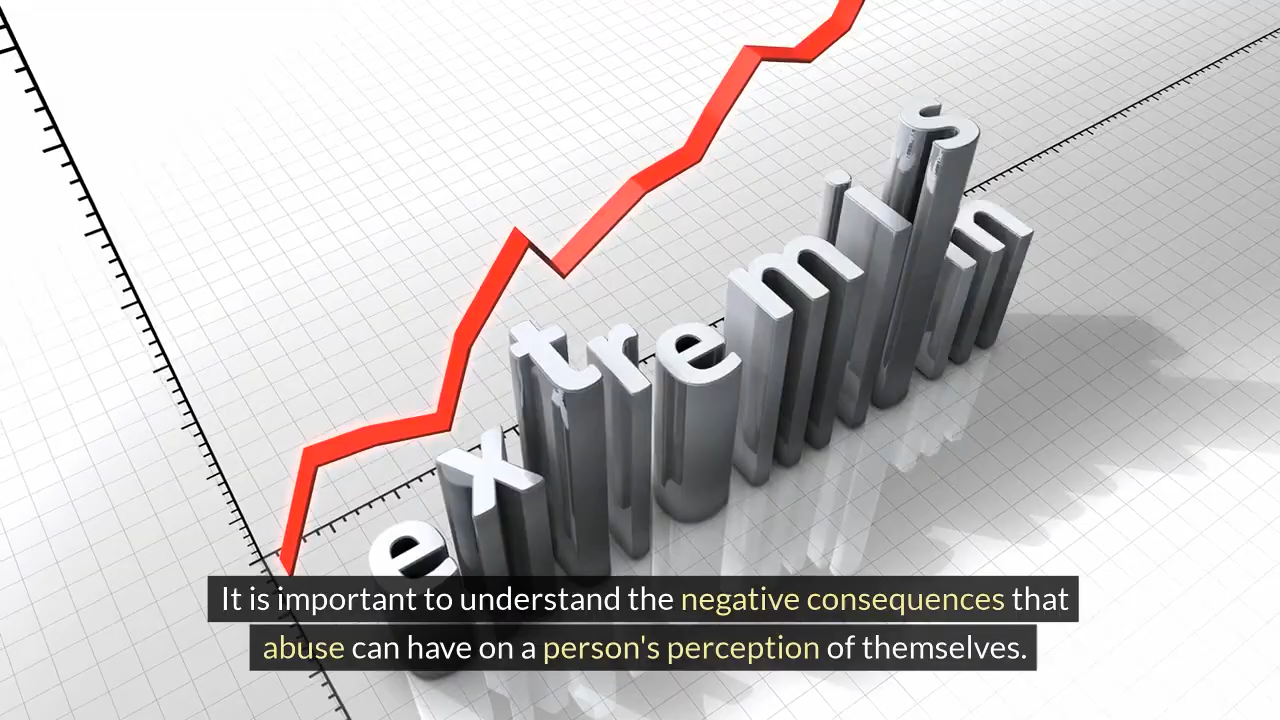 extremism
It is important to understand the negative consequences that
abuse can have on a person's perception of themselves.